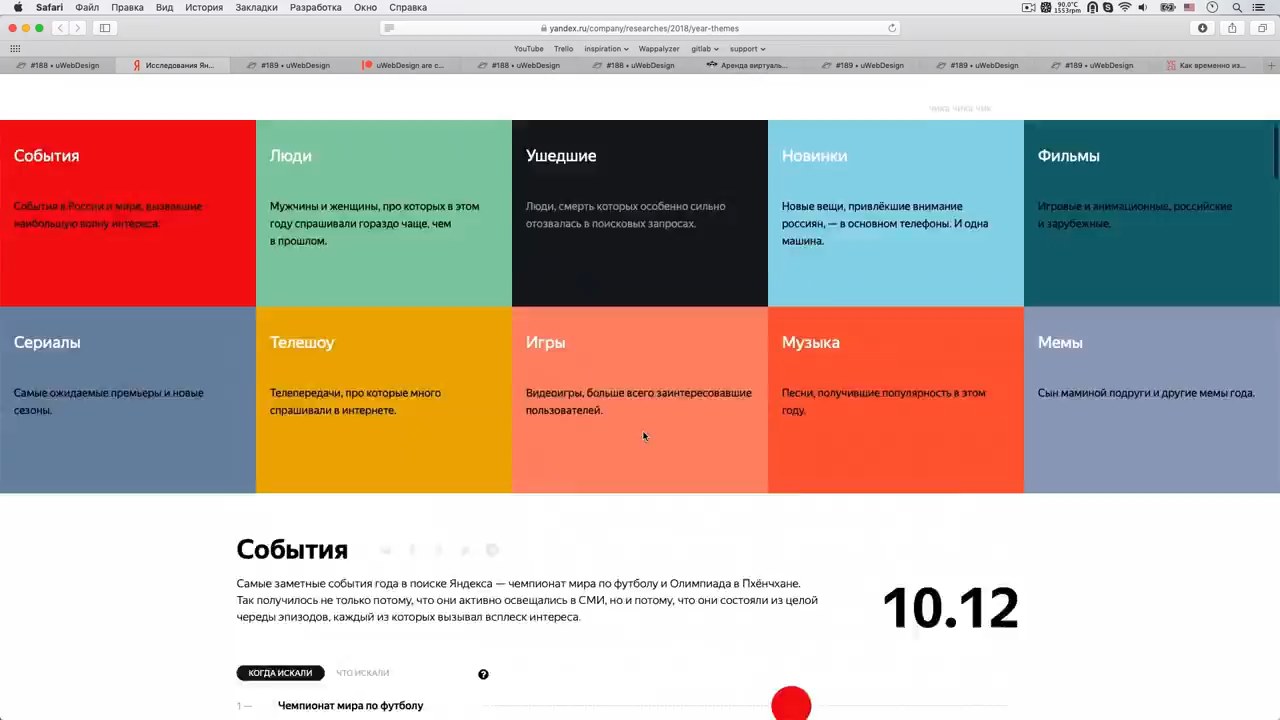 Safari Файл Правка Вид История Закладки Разработка Окно Справка
90.0°C
1553rpm
yandex.ru/company/researches/2018/year-themes
YouTube Trello inspiration Wappalyzer gitlab support
#188 • uWebDesign Исследования Ян... #189 • uWebDesign uWebDesign are c... #188 • uWebDesign #188 • uWebDesign Аренда виртуаль... #189 • uWebDesign #189 • uWebDesign #189 • uWebDesign Как временно из...
чика чика чик
События Люди Ушедшие Новинки Фильмы
События в России и мире, вызвавшие
наибольшую волну интереса.
Мужчины и женщины, про которых в этом
году спрашивали гораздо чаще, чем
в прошлом.
Люди, смерть которых особенно сильно
отозвалась в поисковых запросах.
Новые вещи, привлёкшие внимание
россиян, — в основном телефоны. И одна
машина.
Игровые и анимационные, российские
и зарубежные.
Сериалы Телешоу Игры Музыка Мемы
Самые ожидаемые премьеры и новые
сезоны.
Телепередачи, про которые много
спрашивали в интернете.
Видеоигры, больше всего заинтересовавшие
пользователей.
Песни, получившие популярность в этом
году.
Сын маминой подруги и другие мемы года.
События
Самые заметные события года в поиске Яндекса — чемпионат мира по футболу и Олимпиада в Пхёнчхане.
Так получилось не только потому, что они активно освещались в СМИ, но и потому, что они состояли из целой
череды эпизодов, каждый из которых вызывал всплеск интереса.
10.12
КОГДА ИСКАЛИ ЧТО ИСКАЛИ ?
1 — Чемпионат мира по футболу